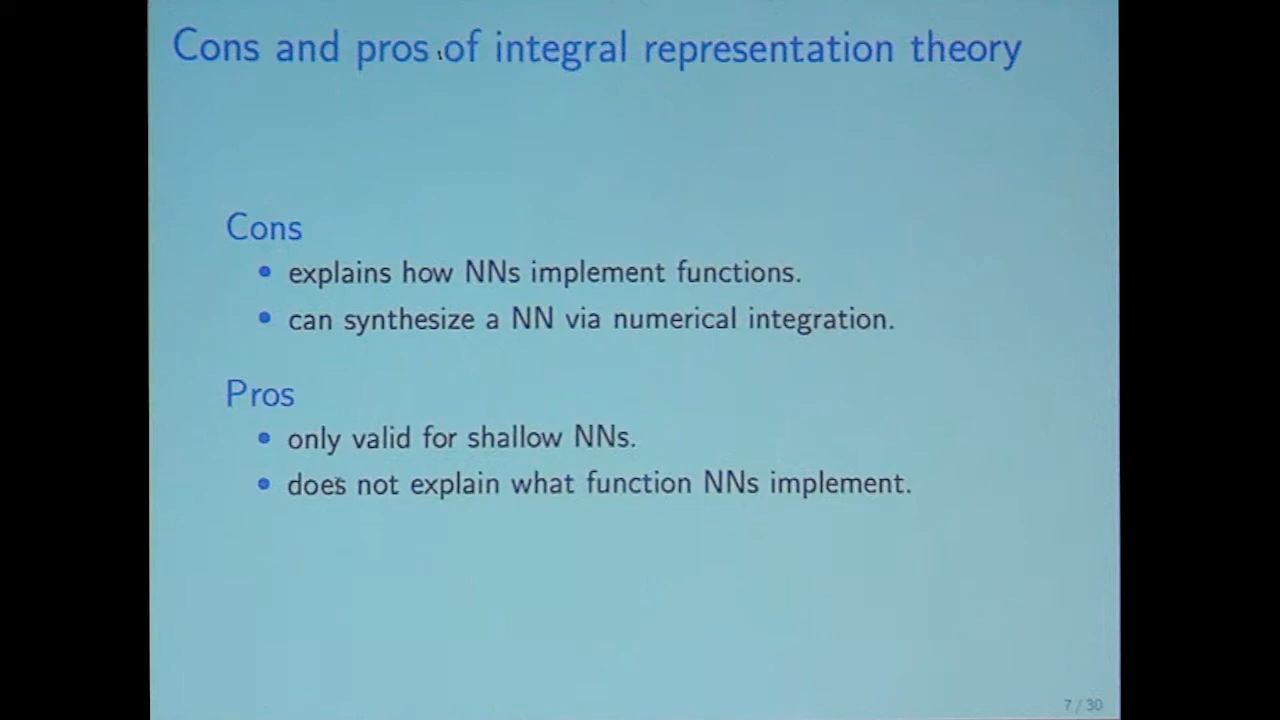 Cons and pros of integral representation theory
Cons
• explains how NNs implement functions.
• can synthesize a NN via numerical integration.
Pros
• only valid for shallow NNs.
• does not explain what function NNs implement.
7 / 30